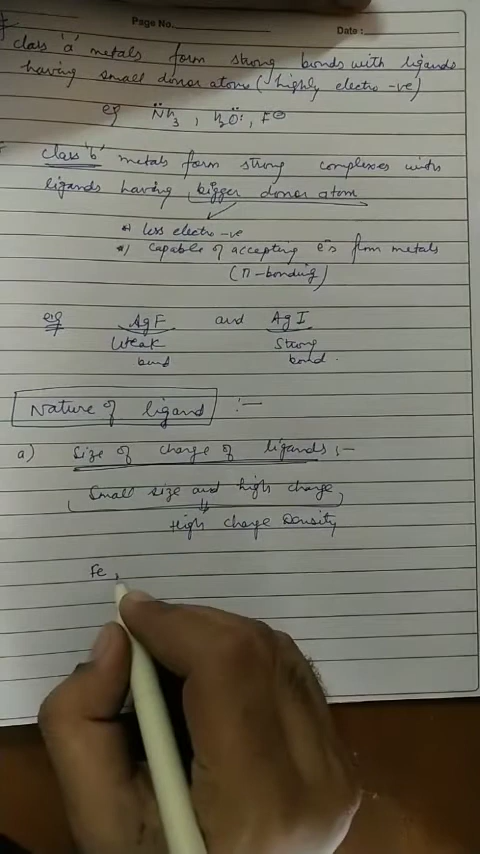 Page No.
Date :
class 'a' metals form strong bonds with ligands
having small donor atoms (highly electro -ve)
eg N̈H3 , H2Ö: , F⊖
class 'b' metals form strong complexes with
ligands having bigger donor atom
*) less electro -ve
*) capable of accepting e's from metals
(π-bonding)
eg AgF and AgI
Weak Strong
bond bond.
Nature of ligand :-
a) Size of charge of ligands :-
(Small size and high charge)
⇓
High charge Density
Fe ,